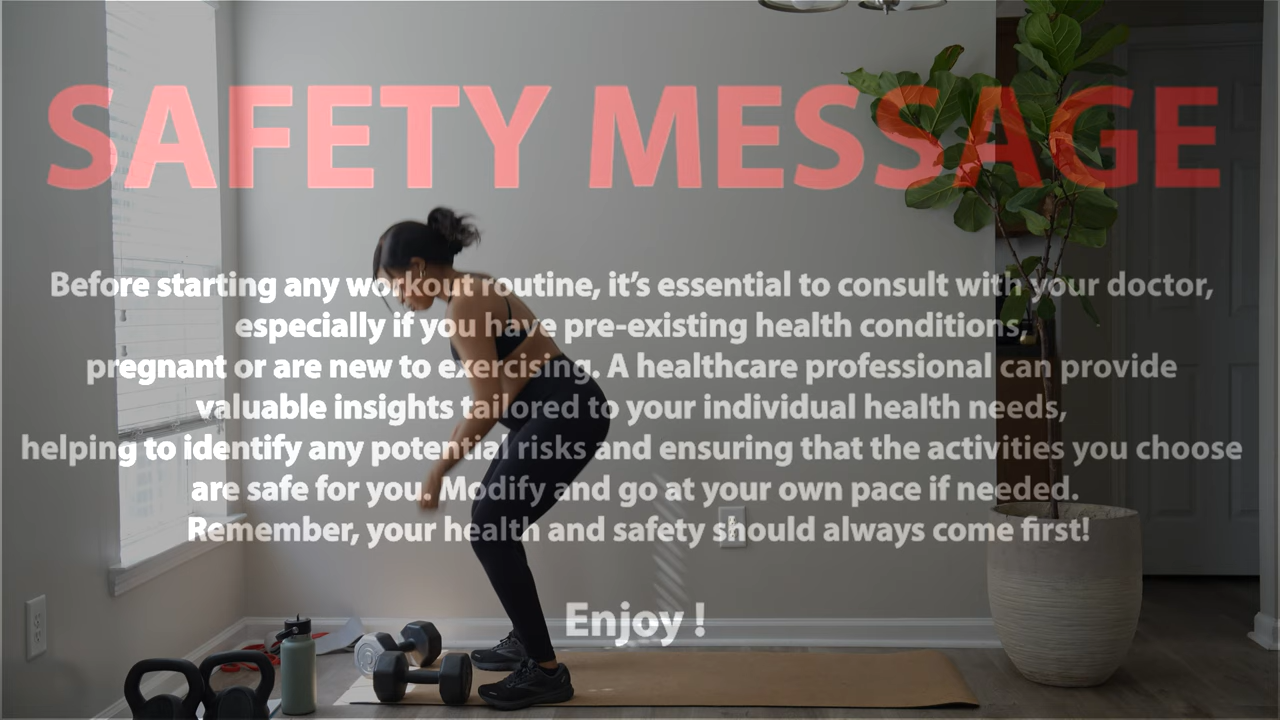 SAFETY MESSAGE
Before starting any workout routine, it’s essential to consult with your doctor,
especially if you have pre-existing health conditions,
pregnant or are new to exercising. A healthcare professional can provide
valuable insights tailored to your individual health needs,
helping to identify any potential risks and ensuring that the activities you choose
are safe for you. Modify and go at your own pace if needed.
Remember, your health and safety should always come first!
Enjoy !